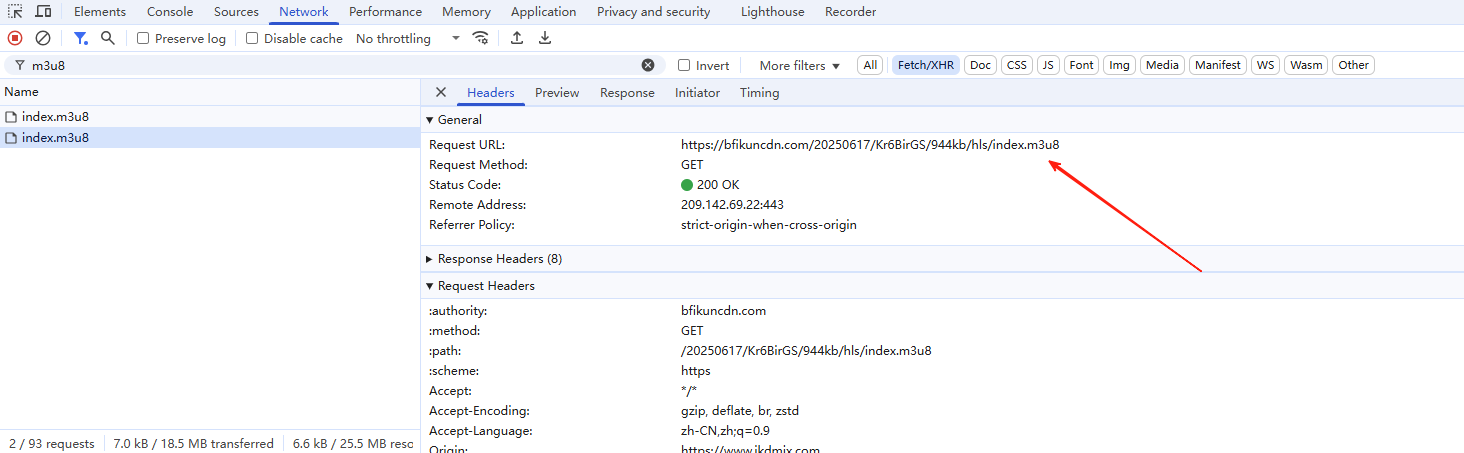 Elements Console Sources Network Performance Memory Application Privacy and security Lighthouse Recorder
Preserve log Disable cache No throttling
m3u8 Invert More filters All Fetch/XHR Doc CSS JS Font Img Media Manifest WS Wasm Other
Name
index.m3u8
index.m3u8
Headers Preview Response Initiator Timing
General
Request URL: https://bfikuncdn.com/20250617/Kr6BirGS/944kb/hls/index.m3u8
Request Method: GET
Status Code: 200 OK
Remote Address: 209.142.69.22:443
Referrer Policy: strict-origin-when-cross-origin
Response Headers (8)
Request Headers
:authority: bfikuncdn.com
:method: GET
:path: /20250617/Kr6BirGS/944kb/hls/index.m3u8
:scheme: https
Accept: */*
Accept-Encoding: gzip, deflate, br, zstd
Accept-Language: zh-CN,zh;q=0.9
Origin: https://www.ikdmix.com
2 / 93 requests 7.0 kB / 18.5 MB transferred 6.6 kB / 25.5 MB reso